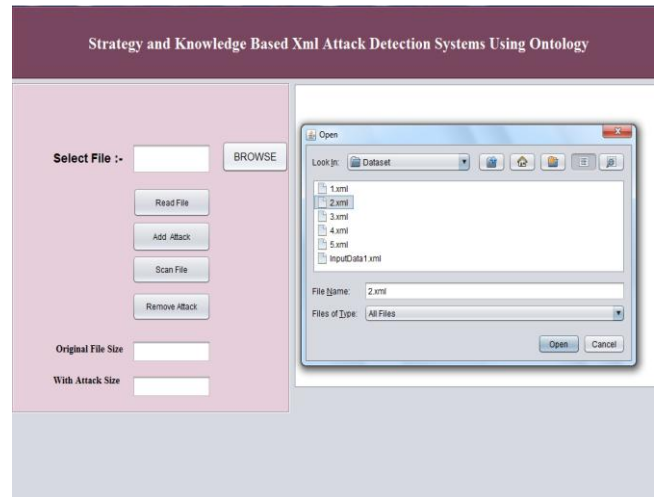 Strategy and Knowledge Based Xml Attack Detection Systems Using Ontology
Select File :-
BROWSE
Read File
Add Attack
Scan File
Remove Attack
Original File Size
With Attack Size
Open
Look In: Dataset
1.xml
2.xml
3.xml
4.xml
5.xml
InputData1.xml
File Name: 2.xml
Files of Type: All Files
Open Cancel